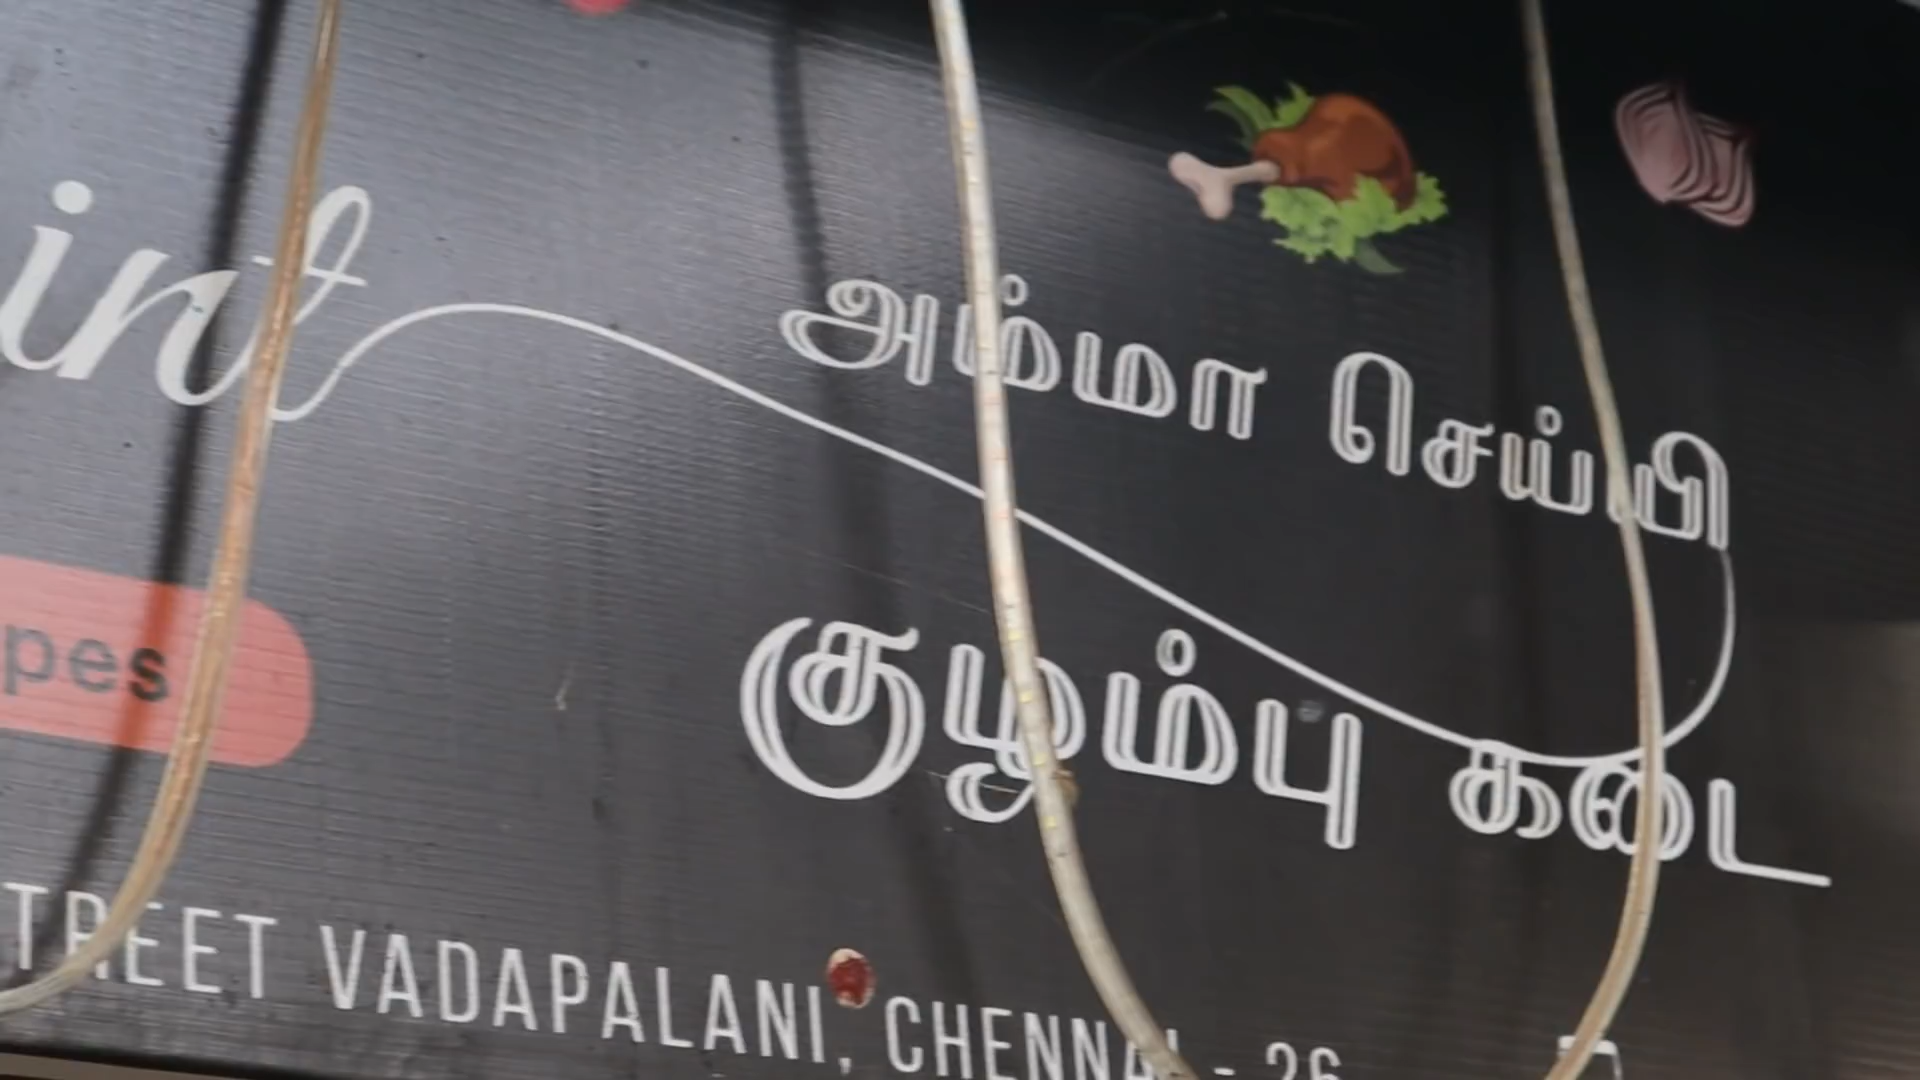 int
அம்மா செய்யி
குழம்பு கடை
pes
TREET VADAPALANI, CHENNAI - 26